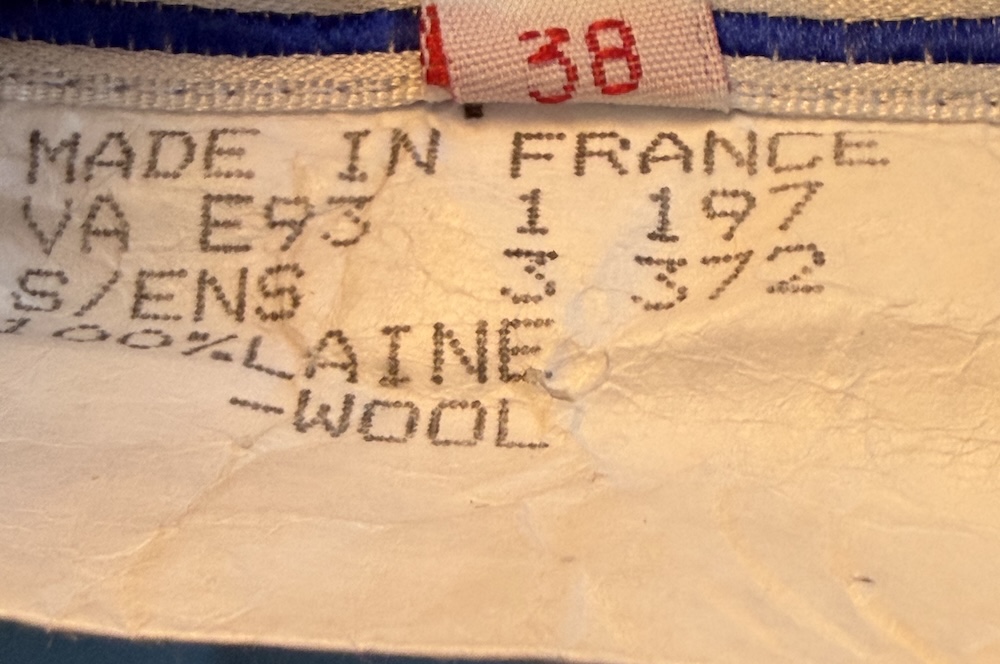 38
MADE IN FRANCE
VA E93 1 197
S/ENS 3 372
100%LAINE
-WOOL